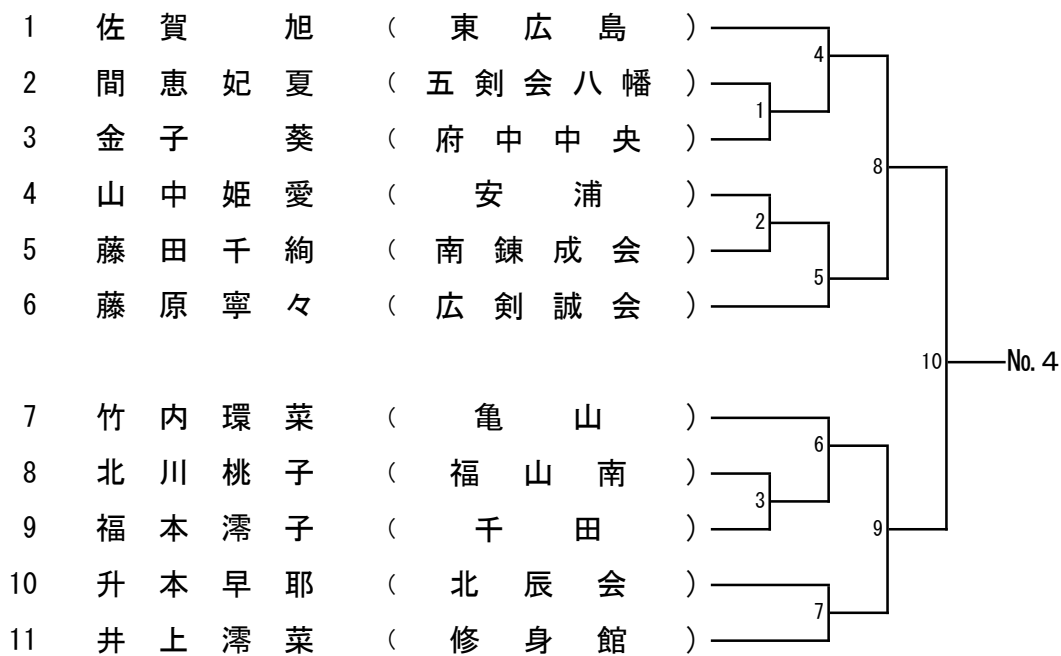 1 佐賀 旭 (東広島) 4
2 間恵妃夏 (五剣会八幡) 1
3 金子 葵 (府中中央) 8
4 山中姫愛 (安浦) 2
5 藤田千絢 (南錬成会) 5
6 藤原寧々 (広剣誠会)
10 No.4
7 竹内環菜 (亀山) 6
8 北川桃子 (福山南) 3
9 福本澪子 (千田) 9
10 升本早耶 (北辰会) 7
11 井上澪菜 (修身館)